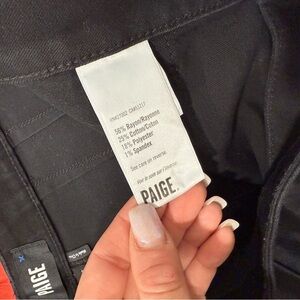 56% Rayon/Rayonne
25% Cotton/Coton
18% Polyester
1% Spandex
See care on reverse.
PAIGE.
PAIGE